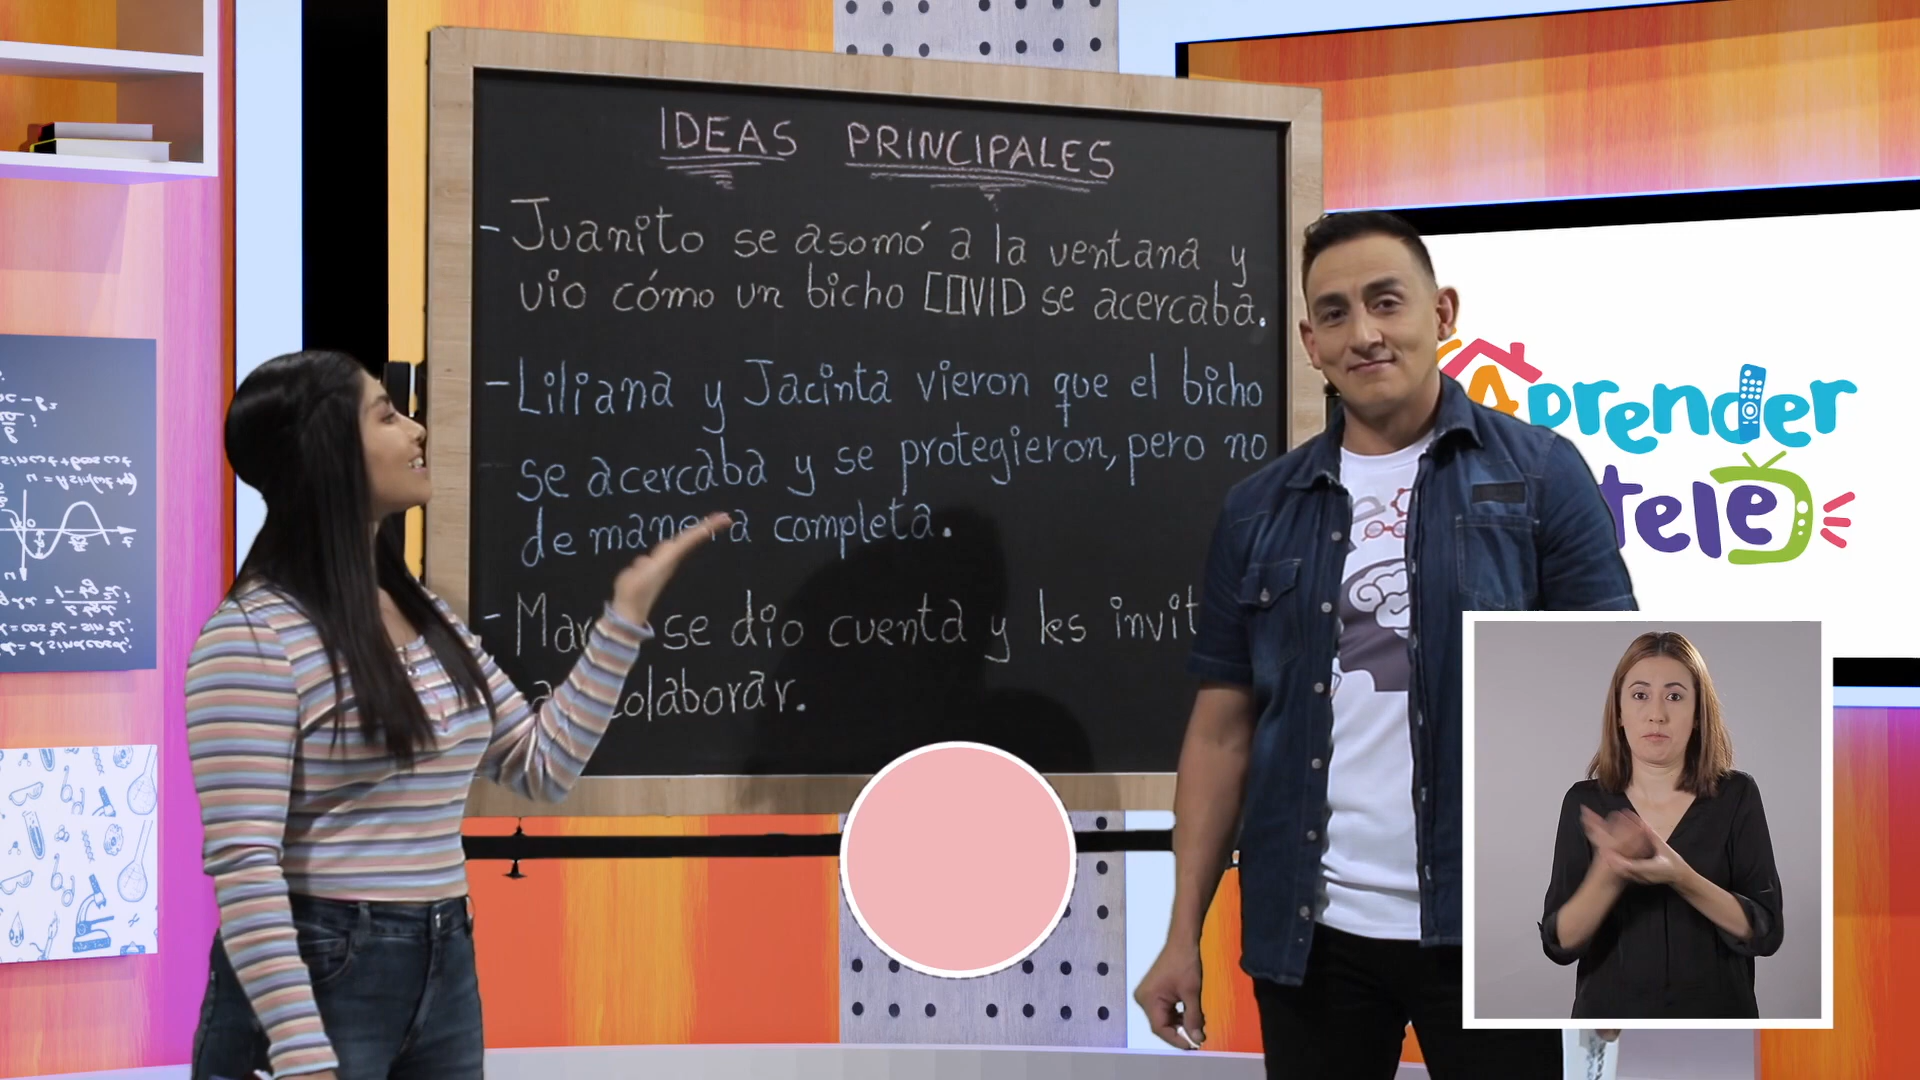 IDEAS PRINCIPALES
- Juanito se asomó a la ventana y
vio cómo un bicho COVID se acercaba.
- Liliana y Jacinta vieron que el bicho
se acercaba y se protegieron, pero no
de manera completa.
- se dio cuenta y les
colaborar.
Aprender
tele